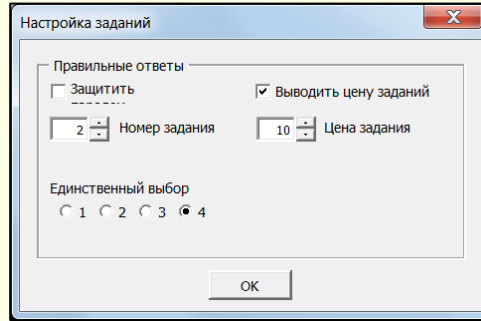 Настройка заданий
Правильные ответы
Защитить
Выводить цену заданий
2 Номер задания
10 Цена задания
Единственный выбор
1 2 3 4
OK